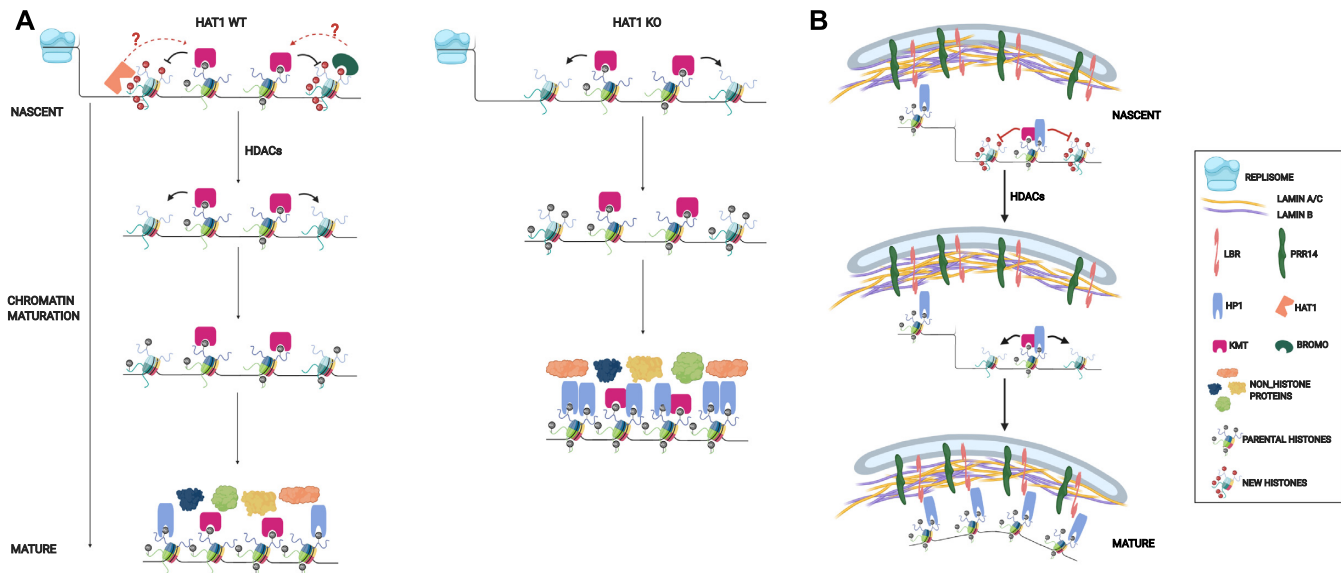 A
HAT1 WT
HAT1 KO
?
?
NASCENT
HDACs
CHROMATIN
MATURATION
MATURE
B
NASCENT
HDACs
MATURE
REPLISOME
LAMIN A/C
LAMIN B
LBR
PRR14
HP1
HAT1
KMT
BROMO
NON_HISTONE
PROTEINS
PARENTAL HISTONES
NEW HISTONES